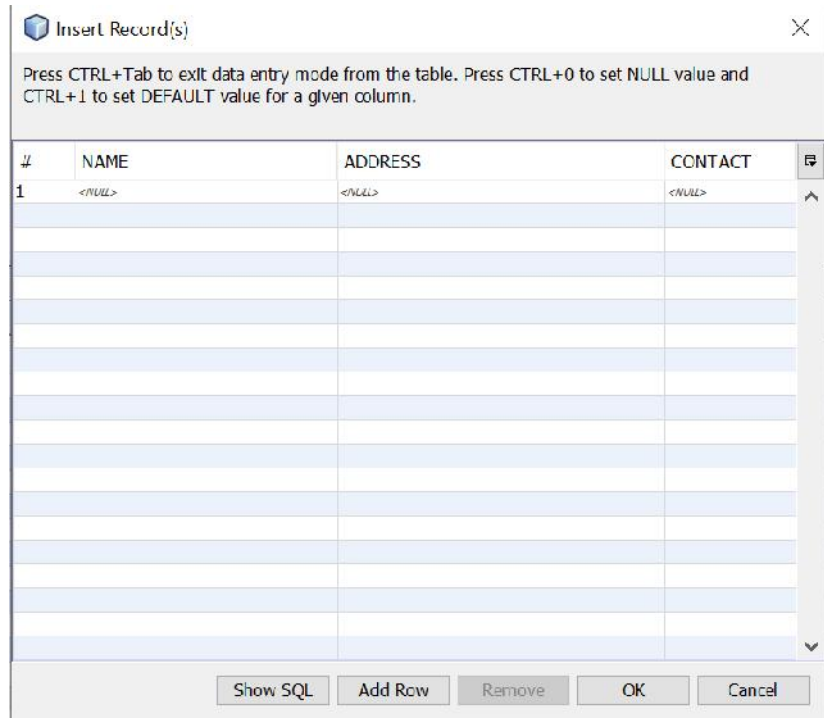 Insert Record(s)
Press CTRL+Tab to exit data entry mode from the table. Press CTRL+0 to set NULL value and
CTRL+1 to set DEFAULT value for a given column.
# NAME ADDRESS CONTACT
1 <NULL> <NULL> <NULL>
Show SQL Add Row Remove OK Cancel